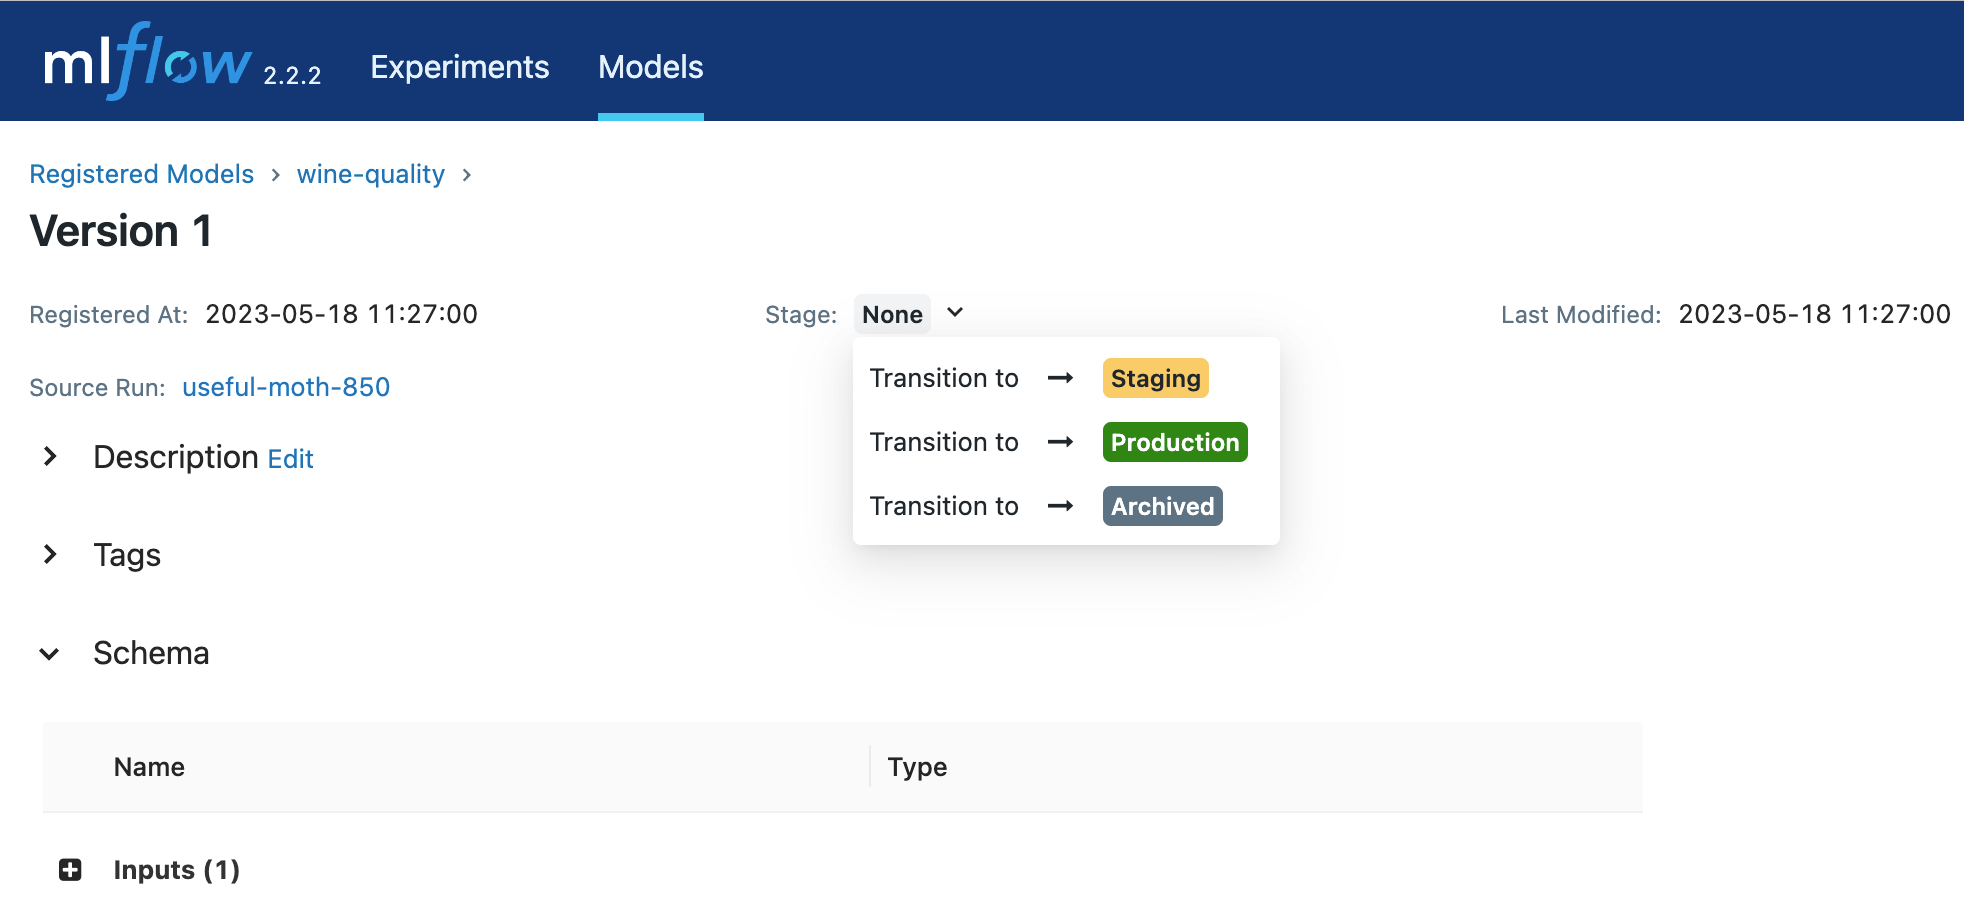 mlflow 2.2.2 Experiments Models
Registered Models > wine-quality >
Version 1
Registered At: 2023-05-18 11:27:00 Stage: None Last Modified: 2023-05-18 11:27:00
Transition to → Staging
Source Run: useful-moth-850
Transition to → Production
Description Edit
Transition to → Archived
Tags
Schema
Name Type
Inputs (1)